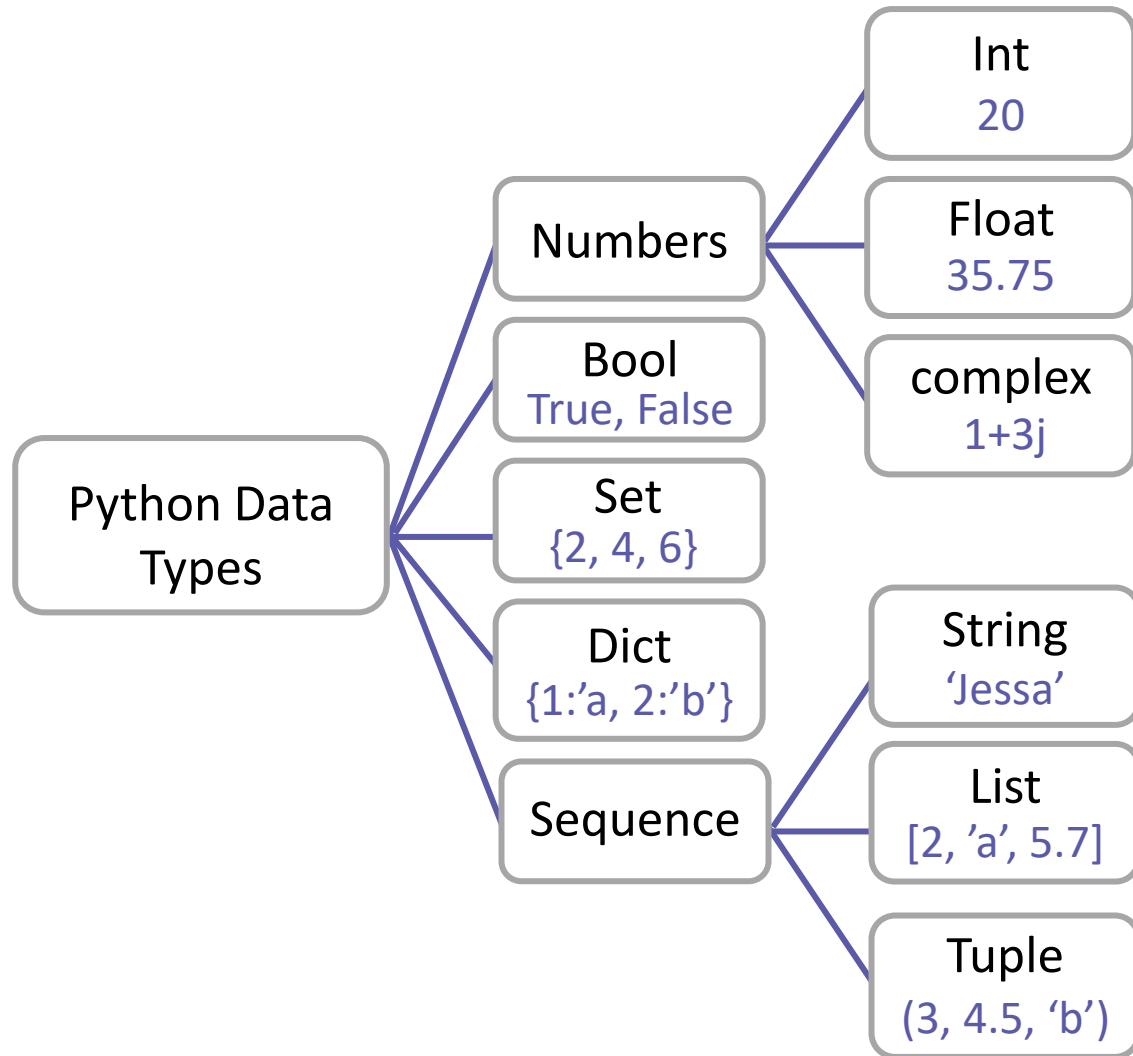 Python Data
Types
Numbers
Bool
True, False
Set
{2, 4, 6}
Dict
{1:’a, 2:’b’}
Sequence
Int
20
Float
35.75
complex
1+3j
String
‘Jessa’
List
[2, ’a’, 5.7]
Tuple
(3, 4.5, ‘b’)